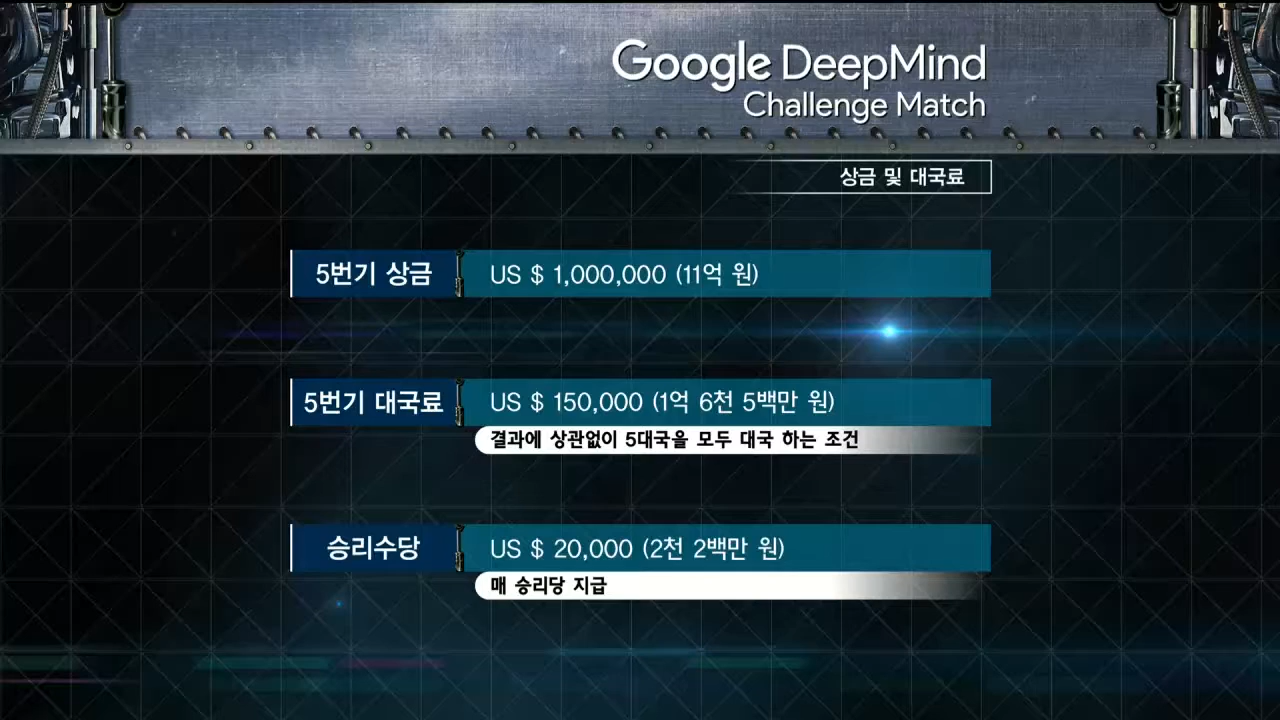 Google DeepMind
Challenge Match
상금 및 대국료
5번기 상금 US $ 1,000,000 (11억 원)
5번기 대국료 US $ 150,000 (1억 6천 5백만 원)
결과에 상관없이 5대국을 모두 대국 하는 조건
승리수당 US $ 20,000 (2천 2백만 원)
매 승리당 지급